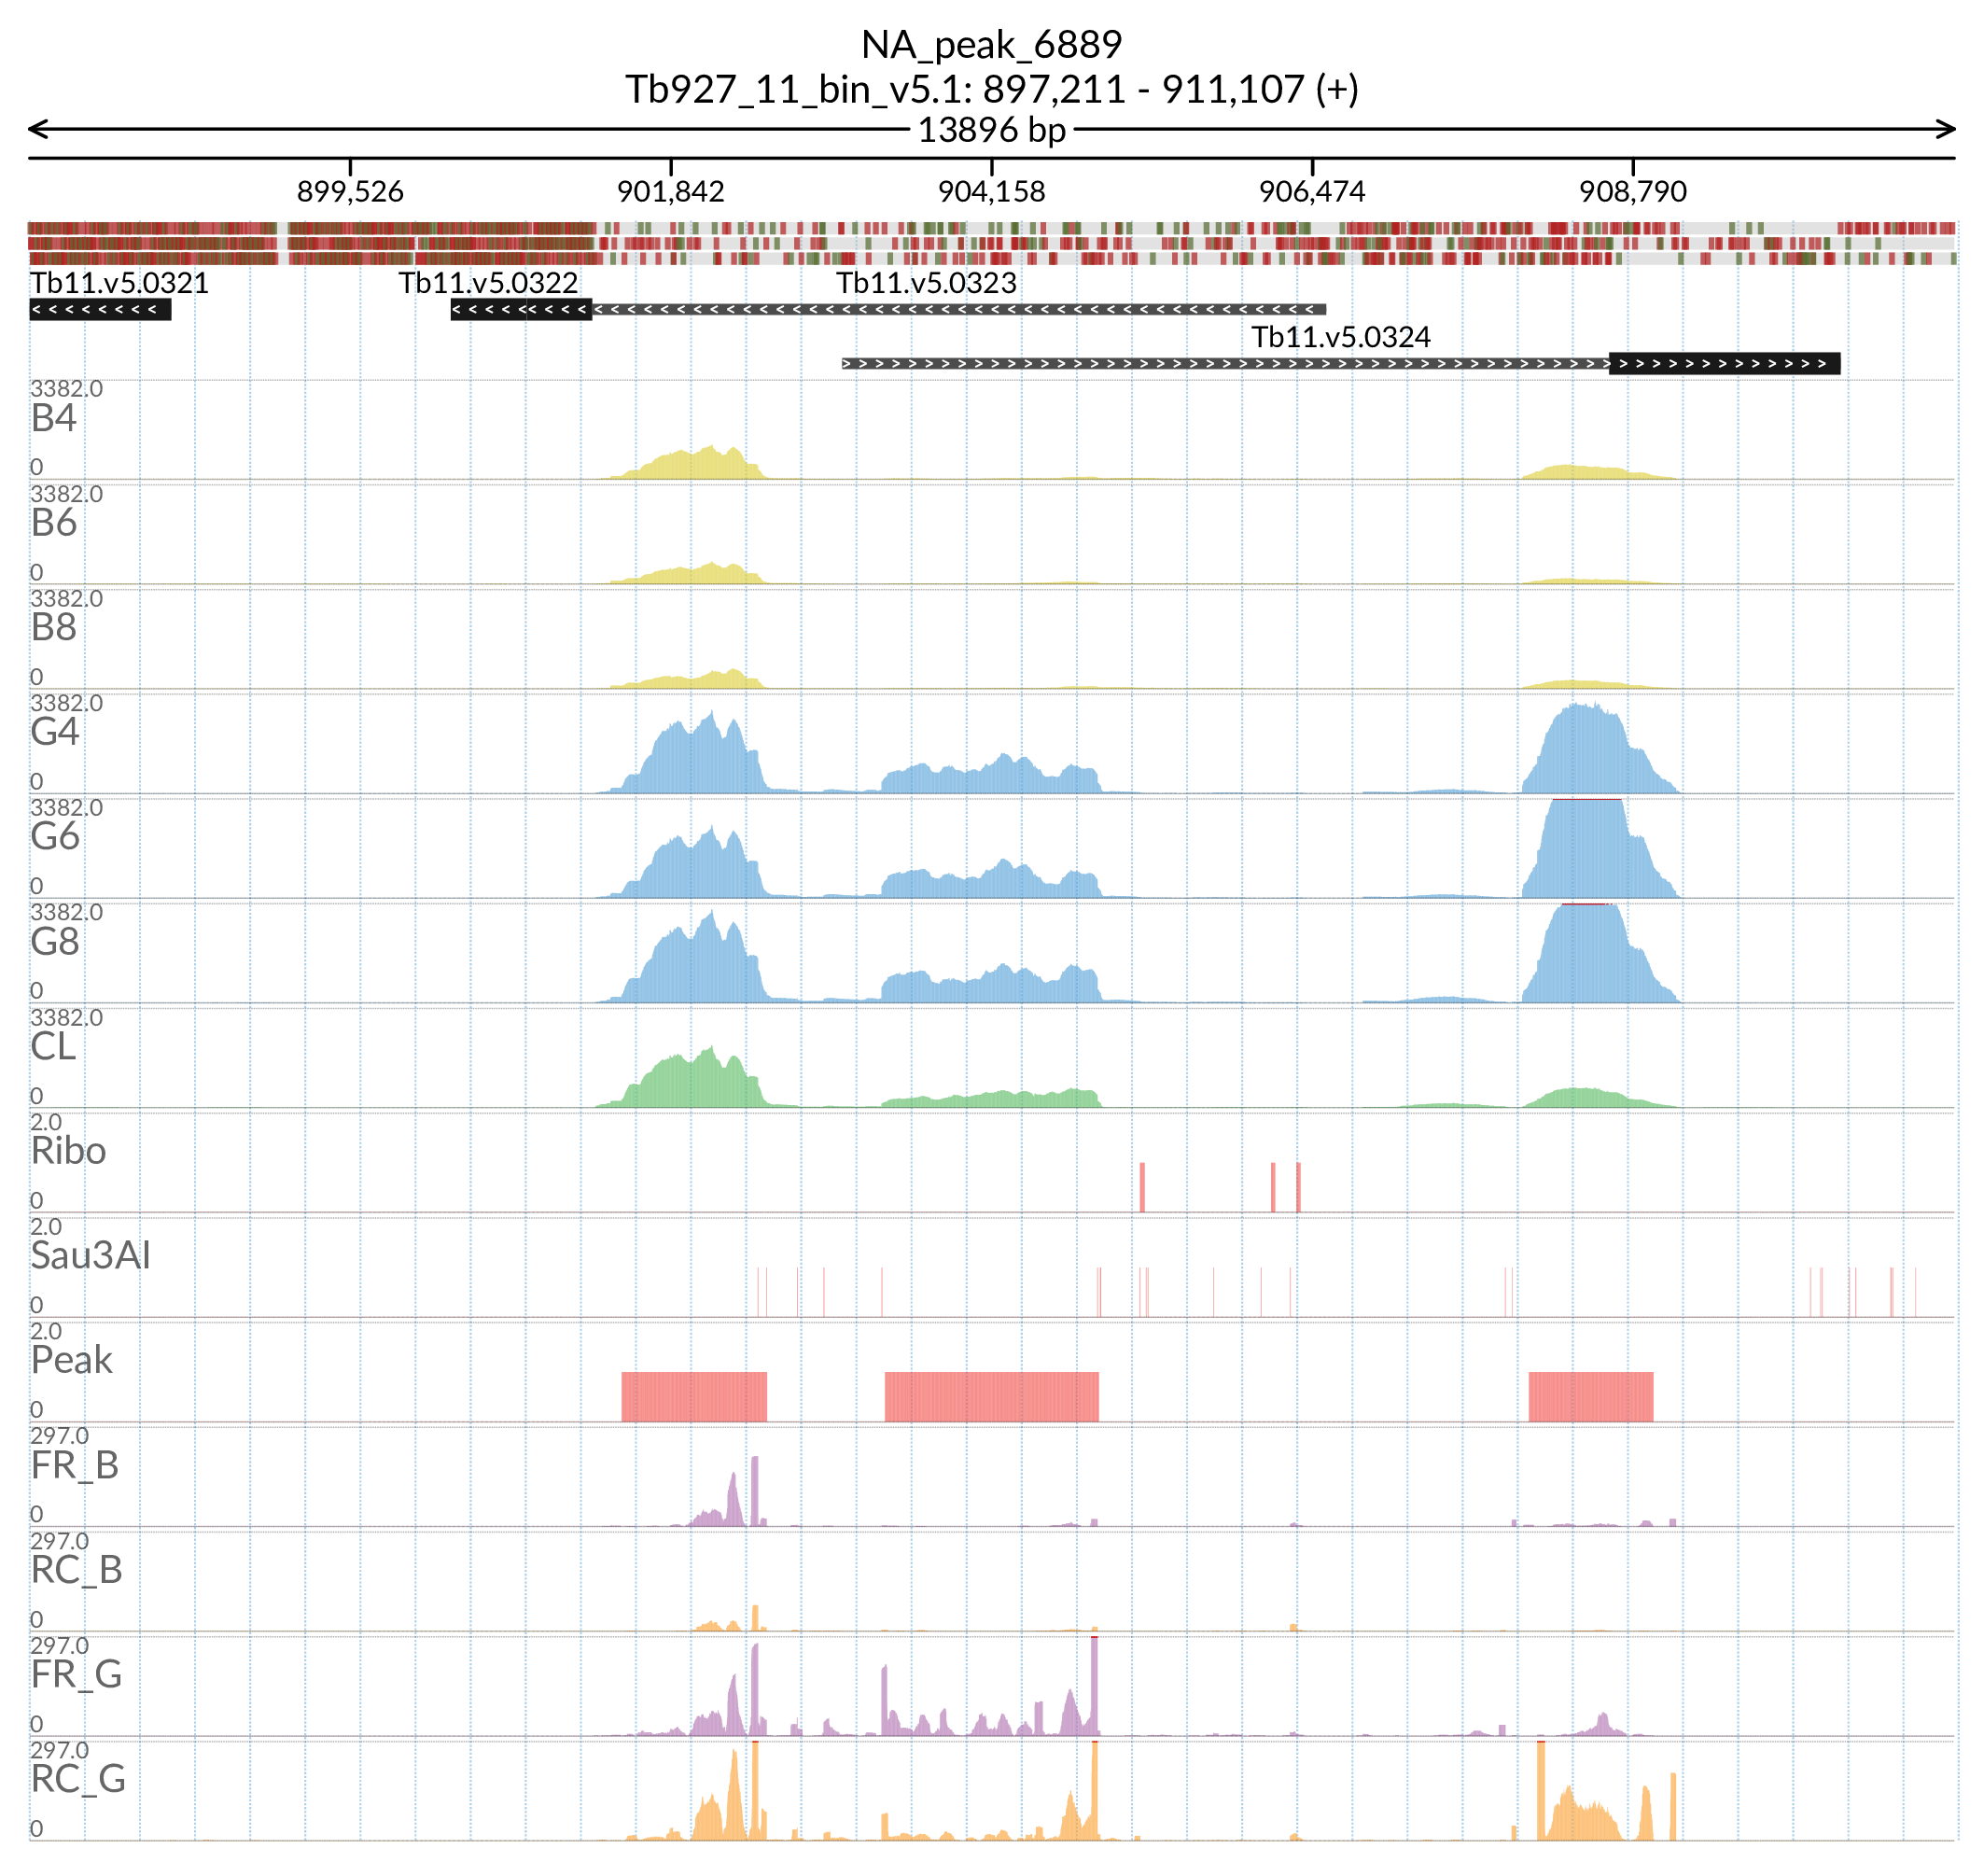 NA_peak_6889
Tb927_11_bin_v5.1: 897,211 - 911,107 (+)
13896 bp
899,526 901,842 904,158 906,474 908,790
Tb11.v5.0321 Tb11.v5.0322 Tb11.v5.0323
Tb11.v5.0324
3382.0
B4
0
3382.0
B6
0
3382.0
B8
0
3382.0
G4
0
3382.0
G6
0
3382.0
G8
0
3382.0
CL
0
2.0
Ribo
0
2.0
Sau3AI
0
2.0
Peak
0
297.0
FR_B
0
297.0
RC_B
0
297.0
FR_G
0
297.0
RC_G
0